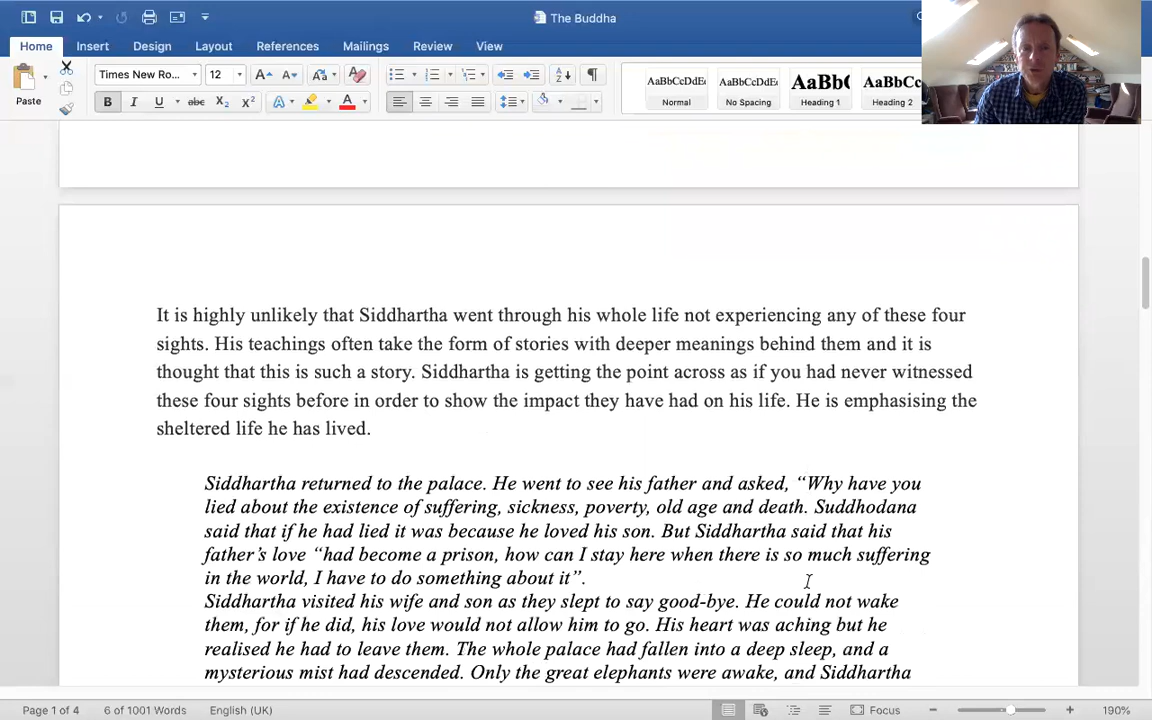 The Buddha
Home Insert Design Layout References Mailings Review View
Times New Ro... 12
Paste
AaBbCcDdEe AaBbCcDdEe AaBb( AaBbCcDdEe
Normal No Spacing Heading 1 Heading 2
It is highly unlikely that Siddhartha went through his whole life not experiencing any of these four
sights. His teachings often take the form of stories with deeper meanings behind them and it is
thought that this is such a story. Siddhartha is getting the point across as if you had never witnessed
these four sights before in order to show the impact they have had on his life. He is emphasising the
sheltered life he has lived.
Siddhartha returned to the palace. He went to see his father and asked, “Why have you
lied about the existence of suffering, sickness, poverty, old age and death. Suddhodana
said that if he had lied it was because he loved his son. But Siddhartha said that his
father’s love “had become a prison, how can I stay here when there is so much suffering
in the world, I have to do something about it”.
Siddhartha visited his wife and son as they slept to say good-bye. He could not wake
them, for if he did, his love would not allow him to go. His heart was aching but he
realised he had to leave them. The whole palace had fallen into a deep sleep, and a
mysterious mist had descended. Only the great elephants were awake, and Siddhartha
Page 1 of 4 6 of 1001 Words English (UK) Focus 190%